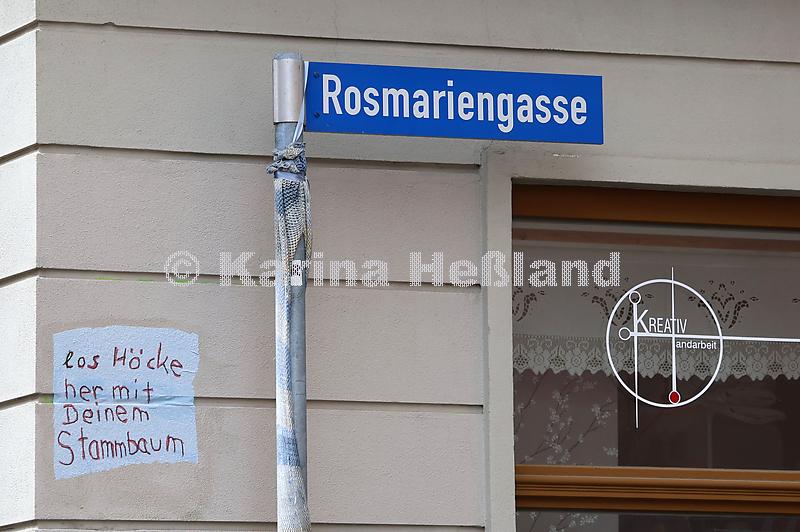 Rosmariengasse
© Karina Heßland
KREATIV
andarbeit
los Höcke
her mit
Deinem
Stammbaum